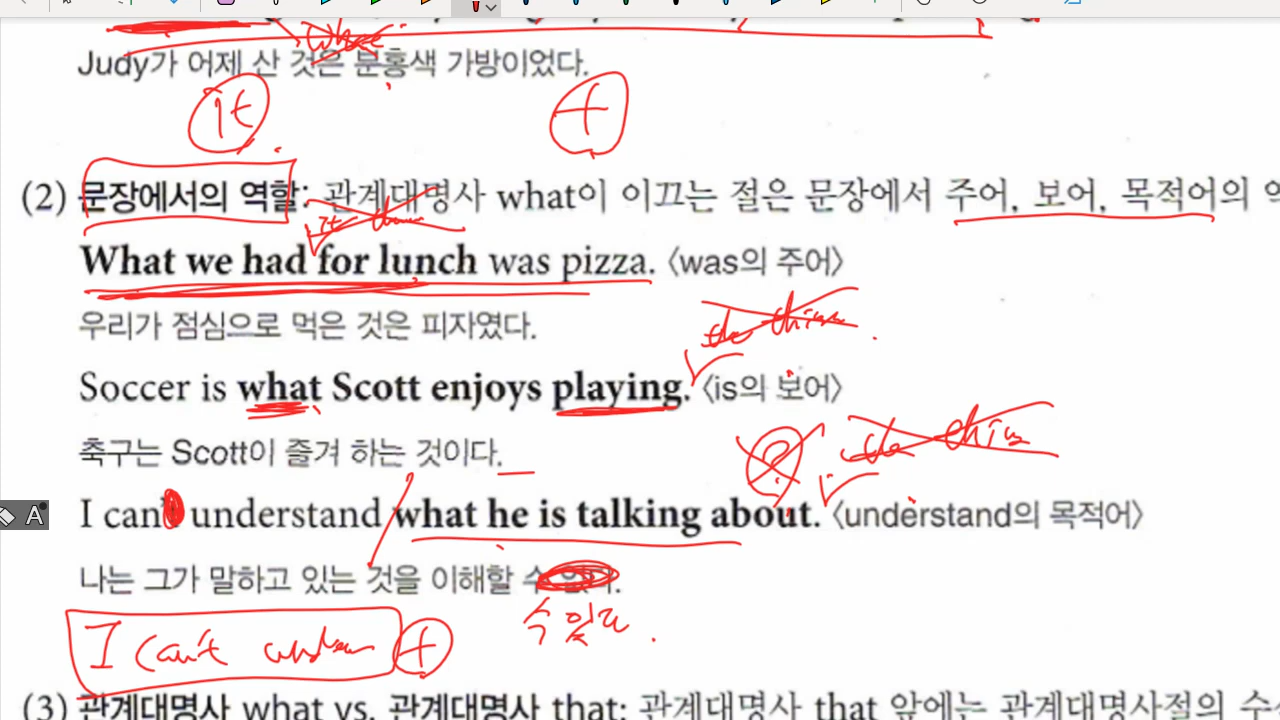 Judy가 어제 산 것은 분홍색 가방이었다.
It +
(2) 문장에서의 역할: 관계대명사 what이 이끄는 절은 문장에서 주어, 보어, 목적어의 역
What we had for lunch was pizza. 〈was의 주어〉
우리가 점심으로 먹은 것은 피자였다.
the thing
Soccer is what Scott enjoys playing. 〈is의 보어〉
축구는 Scott이 즐겨 하는 것이다.
? the thing
I can understand what he is talking about. 〈understand의 목적어〉
나는 그가 말하고 있는 것을 이해할 수
수 있다.
I can't +
(3) 관계대명사 what vs. 관계대명사 that: 관계대명사 that 앞에는 관계대명사절의 수
A